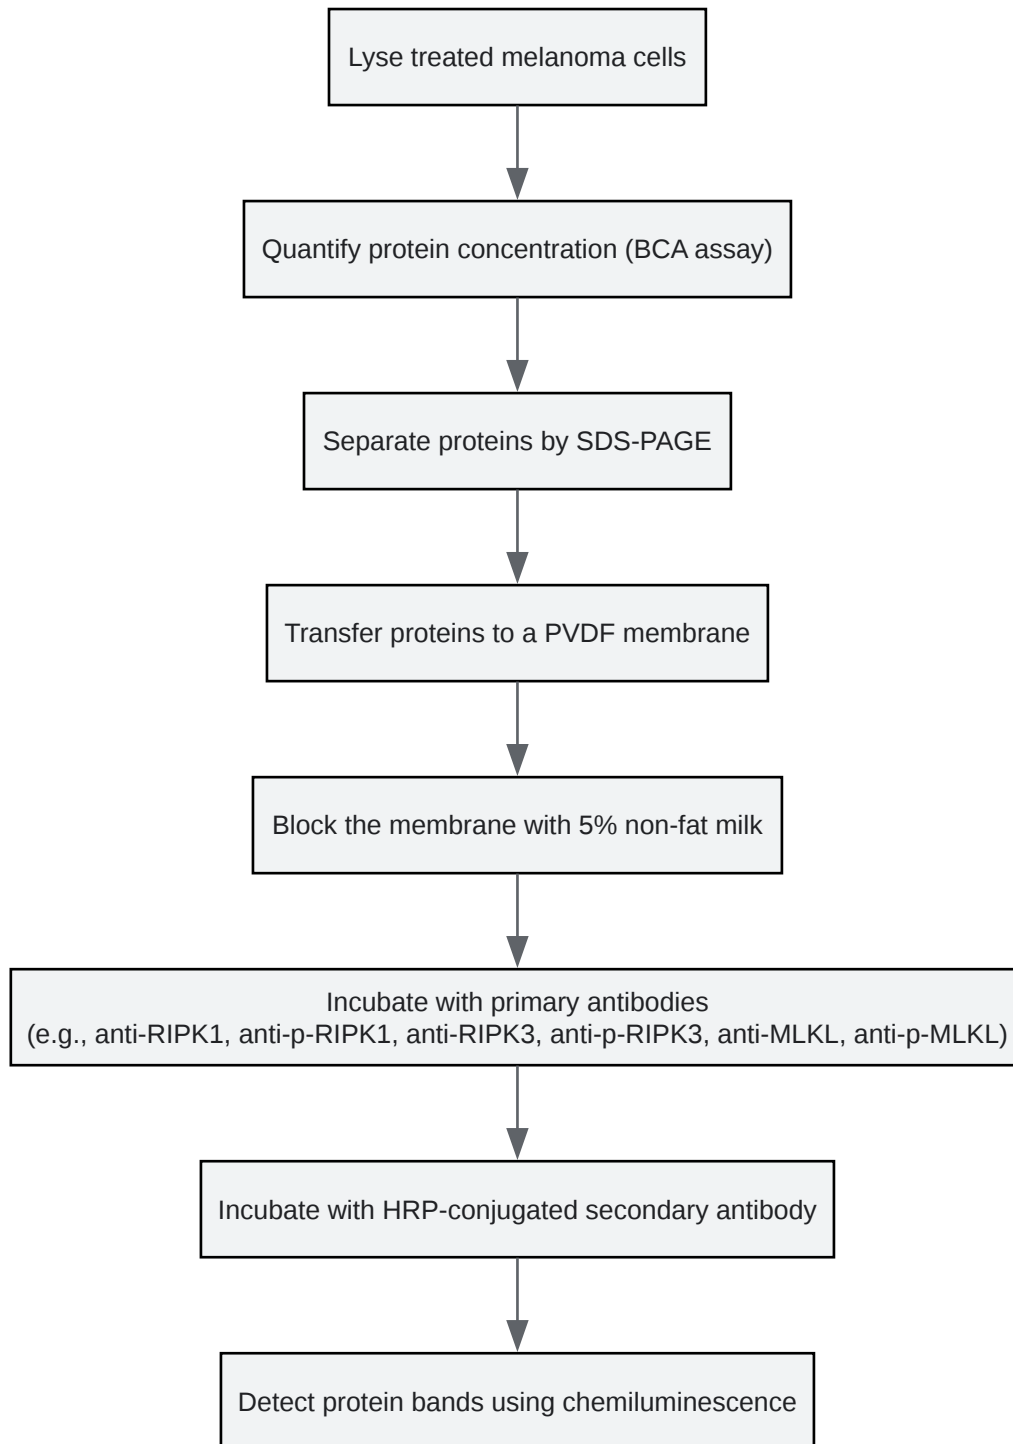 Lyse treated melanoma cells
Quantify protein concentration (BCA assay)
Separate proteins by SDS-PAGE
Transfer proteins to a PVDF membrane
Block the membrane with 5% non-fat milk
Incubate with primary antibodies
(e.g., anti-RIPK1, anti-p-RIPK1, anti-RIPK3, anti-p-RIPK3, anti-MLKL, anti-p-MLKL)
Incubate with HRP-conjugated secondary antibody
Detect protein bands using chemiluminescence